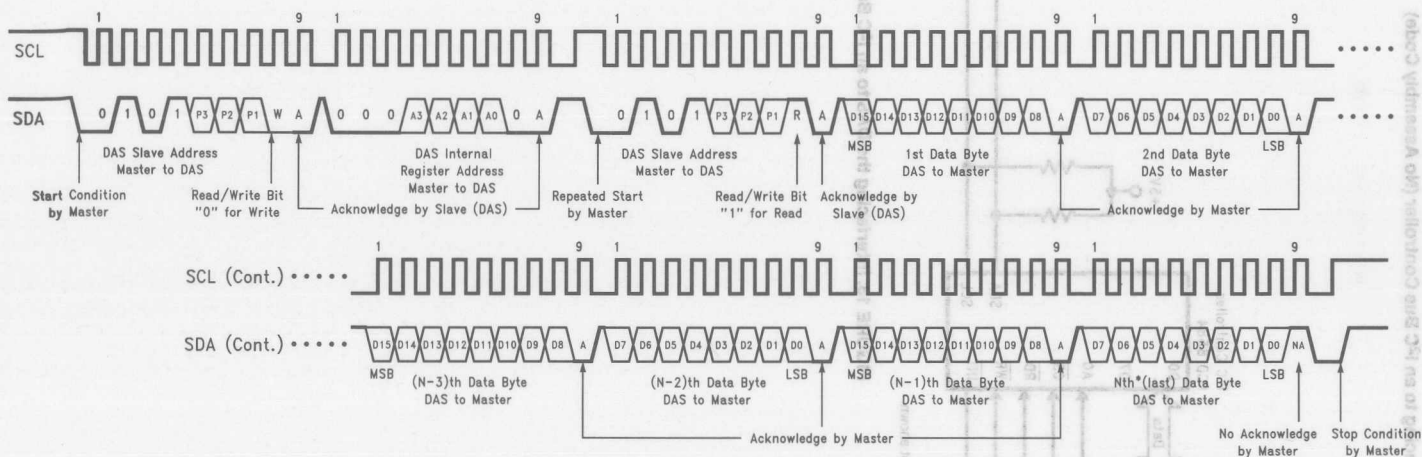 1 9 1 9 1 9 1 9 1 9
SCL
SDA
0 1 0 1 P3 P2 P1 W A 0 0 0 A3 A2 A1 A0 0 A 0 1 0 1 P3 P2 P1 R A D15 D14 D13 D12 D11 D10 D9 D8 A D7 D6 D5 D4 D3 D2 D1 D0 A
MSB LSB
DAS Slave Address
Master to DAS
DAS Internal
Register Address
Master to DAS
DAS Slave Address
Master to DAS
1st Data Byte
DAS to Master
2nd Data Byte
DAS to Master
Start Condition
by Master
Read/Write Bit
"0" for Write
Acknowledge by Slave (DAS)
Repeated Start
by Master
Read/Write Bit
"1" for Read
Acknowledge by
Slave (DAS)
Acknowledge by Master
1 9 1 9 1 9 1 9
SCL (Cont.)
SDA (Cont.)
D15 D14 D13 D12 D11 D10 D9 D8 A D7 D6 D5 D4 D3 D2 D1 D0 A D15 D14 D13 D12 D11 D10 D9 D8 A D7 D6 D5 D4 D3 D2 D1 D0 NA
MSB LSB MSB LSB
(N-3)th Data Byte
DAS to Master
(N-2)th Data Byte
DAS to Master
(N-1)th Data Byte
DAS to Master
Nth*(last) Data Byte
DAS to Master
Acknowledge by Master
No Acknowledge
by Master
Stop Condition
by Master